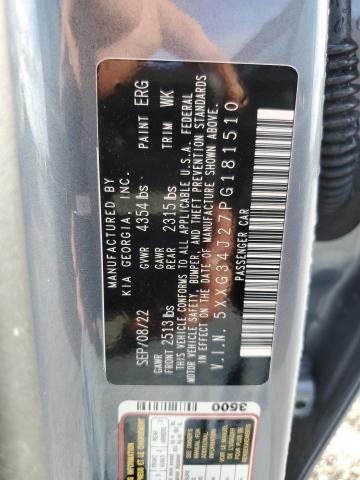 MANUFACTURED BY
KIA GEORGIA, INC.
SEP/08/22 GVWR 4354 lbs PAINT ERG
GAWR FRONT 2513 lbs GAWR REAR 2315 lbs TRIM WK
THIS VEHICLE CONFORMS TO ALL APPLICABLE U.S.A. FEDERAL
MOTOR VEHICLE SAFETY, BUMPER, AND THEFT PREVENTION STANDARDS
IN EFFECT ON THE DATE OF MANUFACTURE SHOWN ABOVE.
V.I.N. 5XXG34J27PG181510
PASSENGER CAR
3500